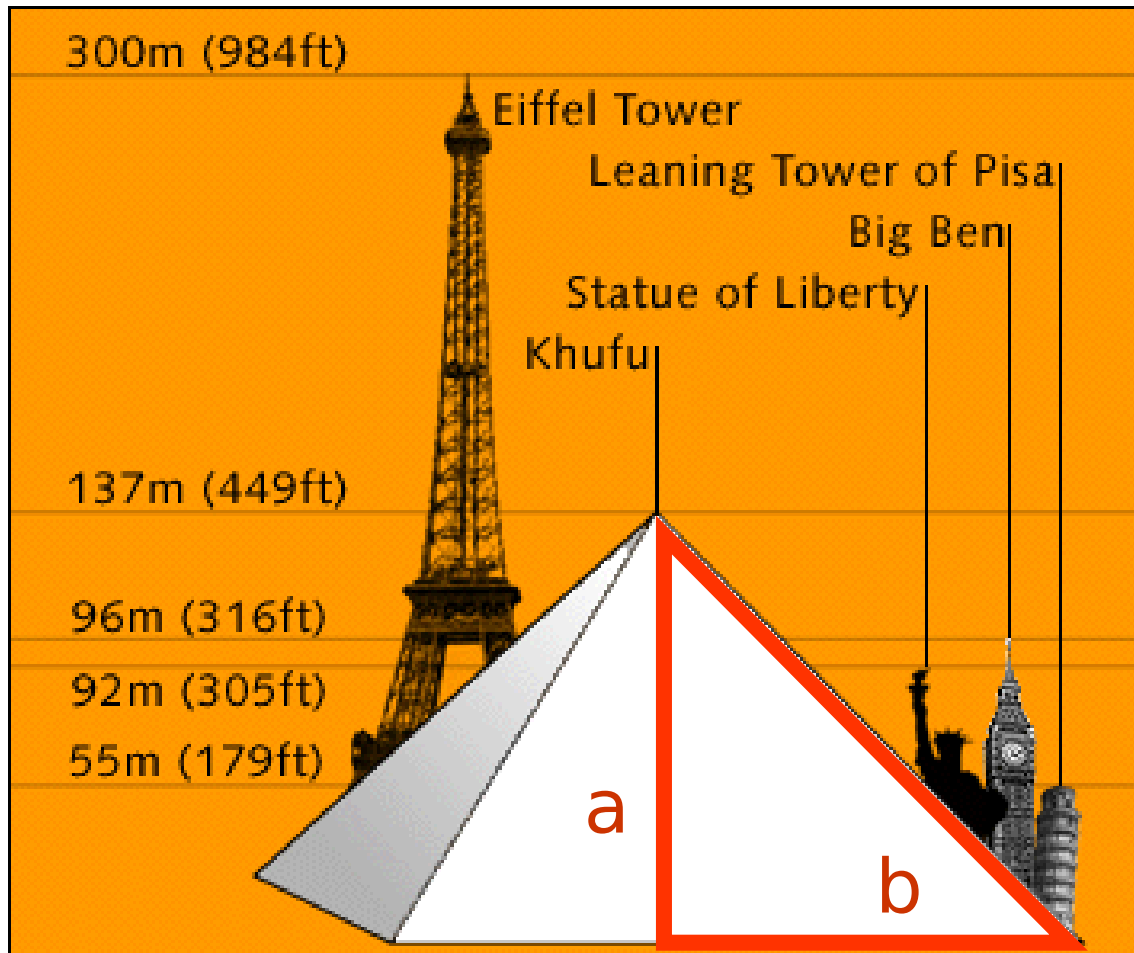 300m (984ft)
Eiffel Tower
Leaning Tower of Pisa
Big Ben
Statue of Liberty
Khufu
137m (449ft)
96m (316ft)
92m (305ft)
55m (179ft)
a
b